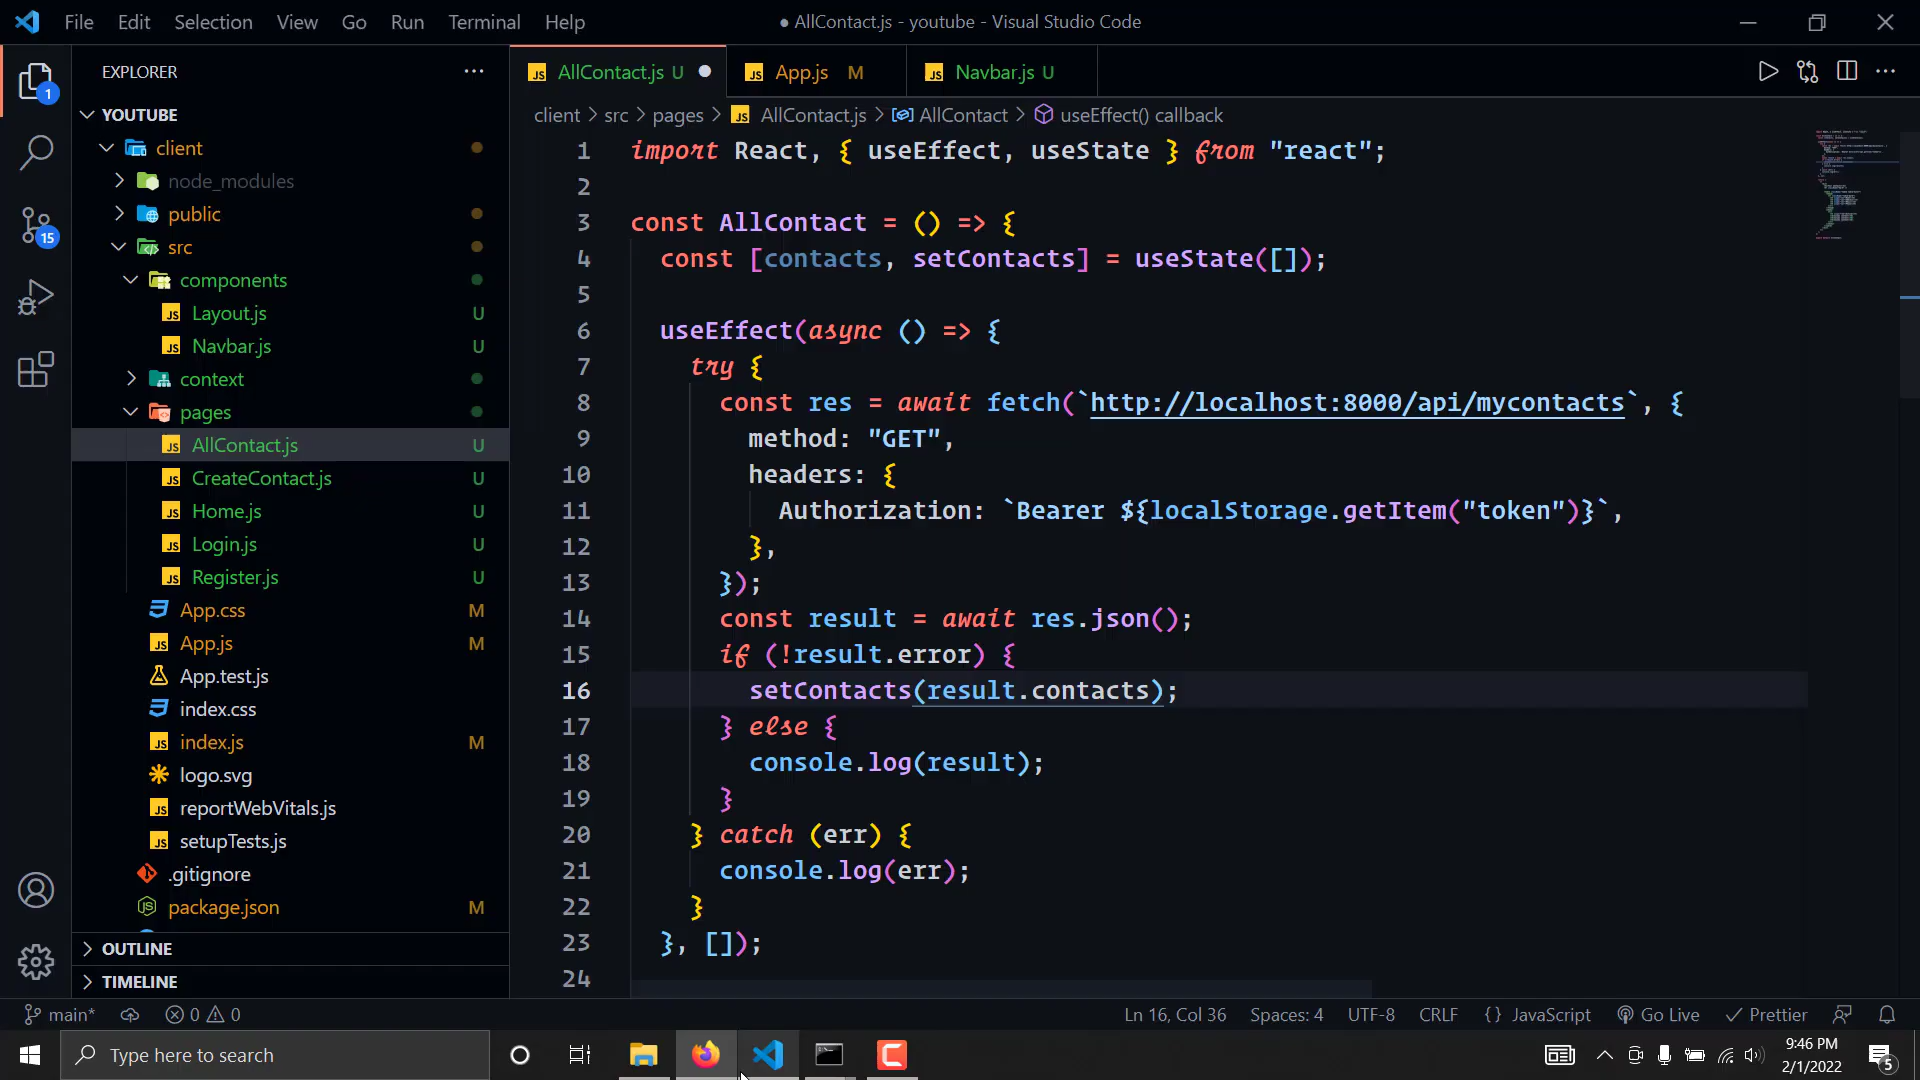 File Edit Selection View Go Run Terminal Help
● AllContact.js - youtube - Visual Studio Code
EXPLORER ···
1
15
YOUTUBE
client
node_modules
public
src
components
Layout.js U
Navbar.js U
context
pages
AllContact.js U
CreateContact.js U
Home.js U
Login.js U
Register.js U
App.css M
App.js M
App.test.js
index.css
index.js M
logo.svg
reportWebVitals.js
setupTests.js
.gitignore
package.json M
OUTLINE
TIMELINE
JS AllContact.js U ● JS App.js M JS Navbar.js U
client > src > pages > JS AllContact.js > AllContact > useEffect() callback
1 import React, { useEffect, useState } from "react";
2
3 const AllContact = () => {
4 const [contacts, setContacts] = useState([]);
5
6 useEffect(async () => {
7 try {
8 const res = await fetch(`http://localhost:8000/api/mycontacts`, {
9 method: "GET",
10 headers: {
11 Authorization: `Bearer ${localStorage.getItem("token")}`,
12 },
13 });
14 const result = await res.json();
15 if (!result.error) {
16 setContacts(result.contacts);
17 } else {
18 console.log(result);
19 }
20 } catch (err) {
21 console.log(err);
22 }
23 }, []);
24
main* 0 0 Ln 16, Col 36 Spaces: 4 UTF-8 CRLF {} JavaScript Go Live Prettier
Type here to search
9:46 PM
2/1/2022
5